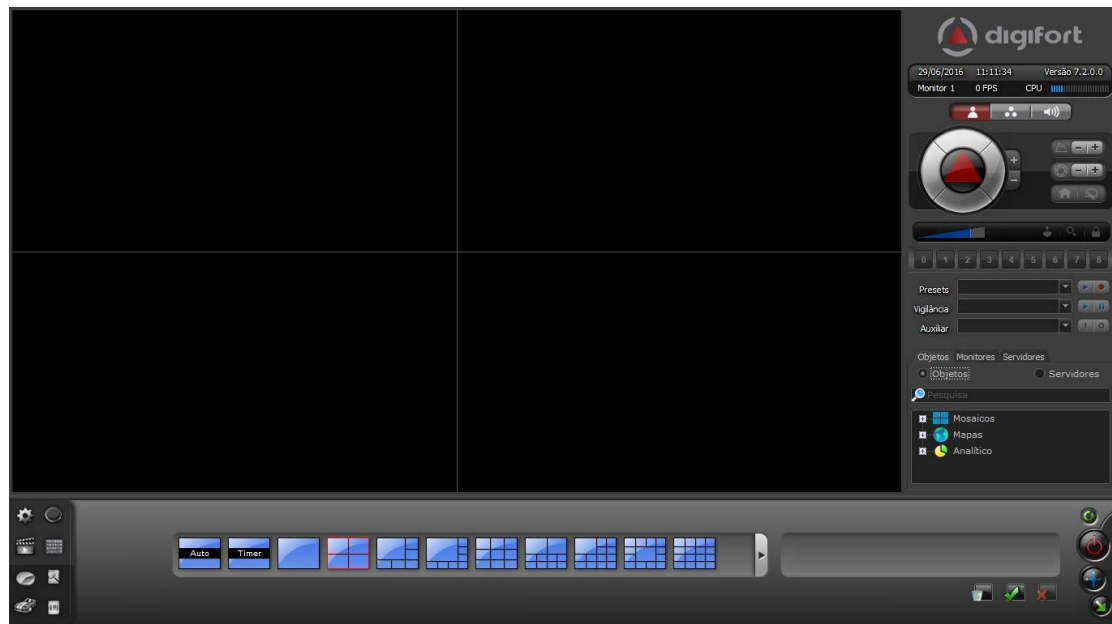 digifort
29/06/2016 11:11:34 Versão 7.2.0.0
Monitor 1 0 FPS CPU
0 1 2 3 4 5 6 7 8
Presets
Vigilância
Auxiliar I O
Objetos Monitores Servidores
Objetos Servidores
Pesquisa
Mosaicos
Mapas
Analítico
Auto Timer